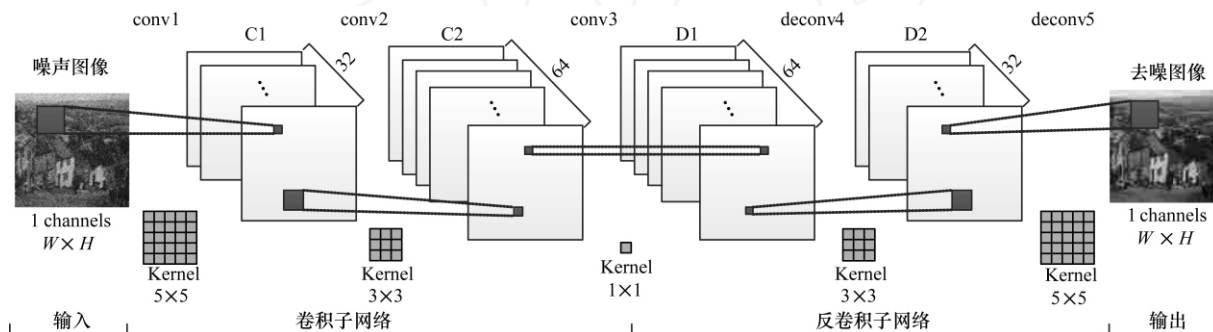 conv1 conv2 conv3 deconv4 deconv5
C1 C2 D1 D2
32 64 64 32
噪声图像 去噪图像
1 channels 1 channels
W×H W×H
Kernel Kernel Kernel Kernel Kernel
5×5 3×3 1×1 3×3 5×5
输入 卷积子网络 反卷积子网络 输出